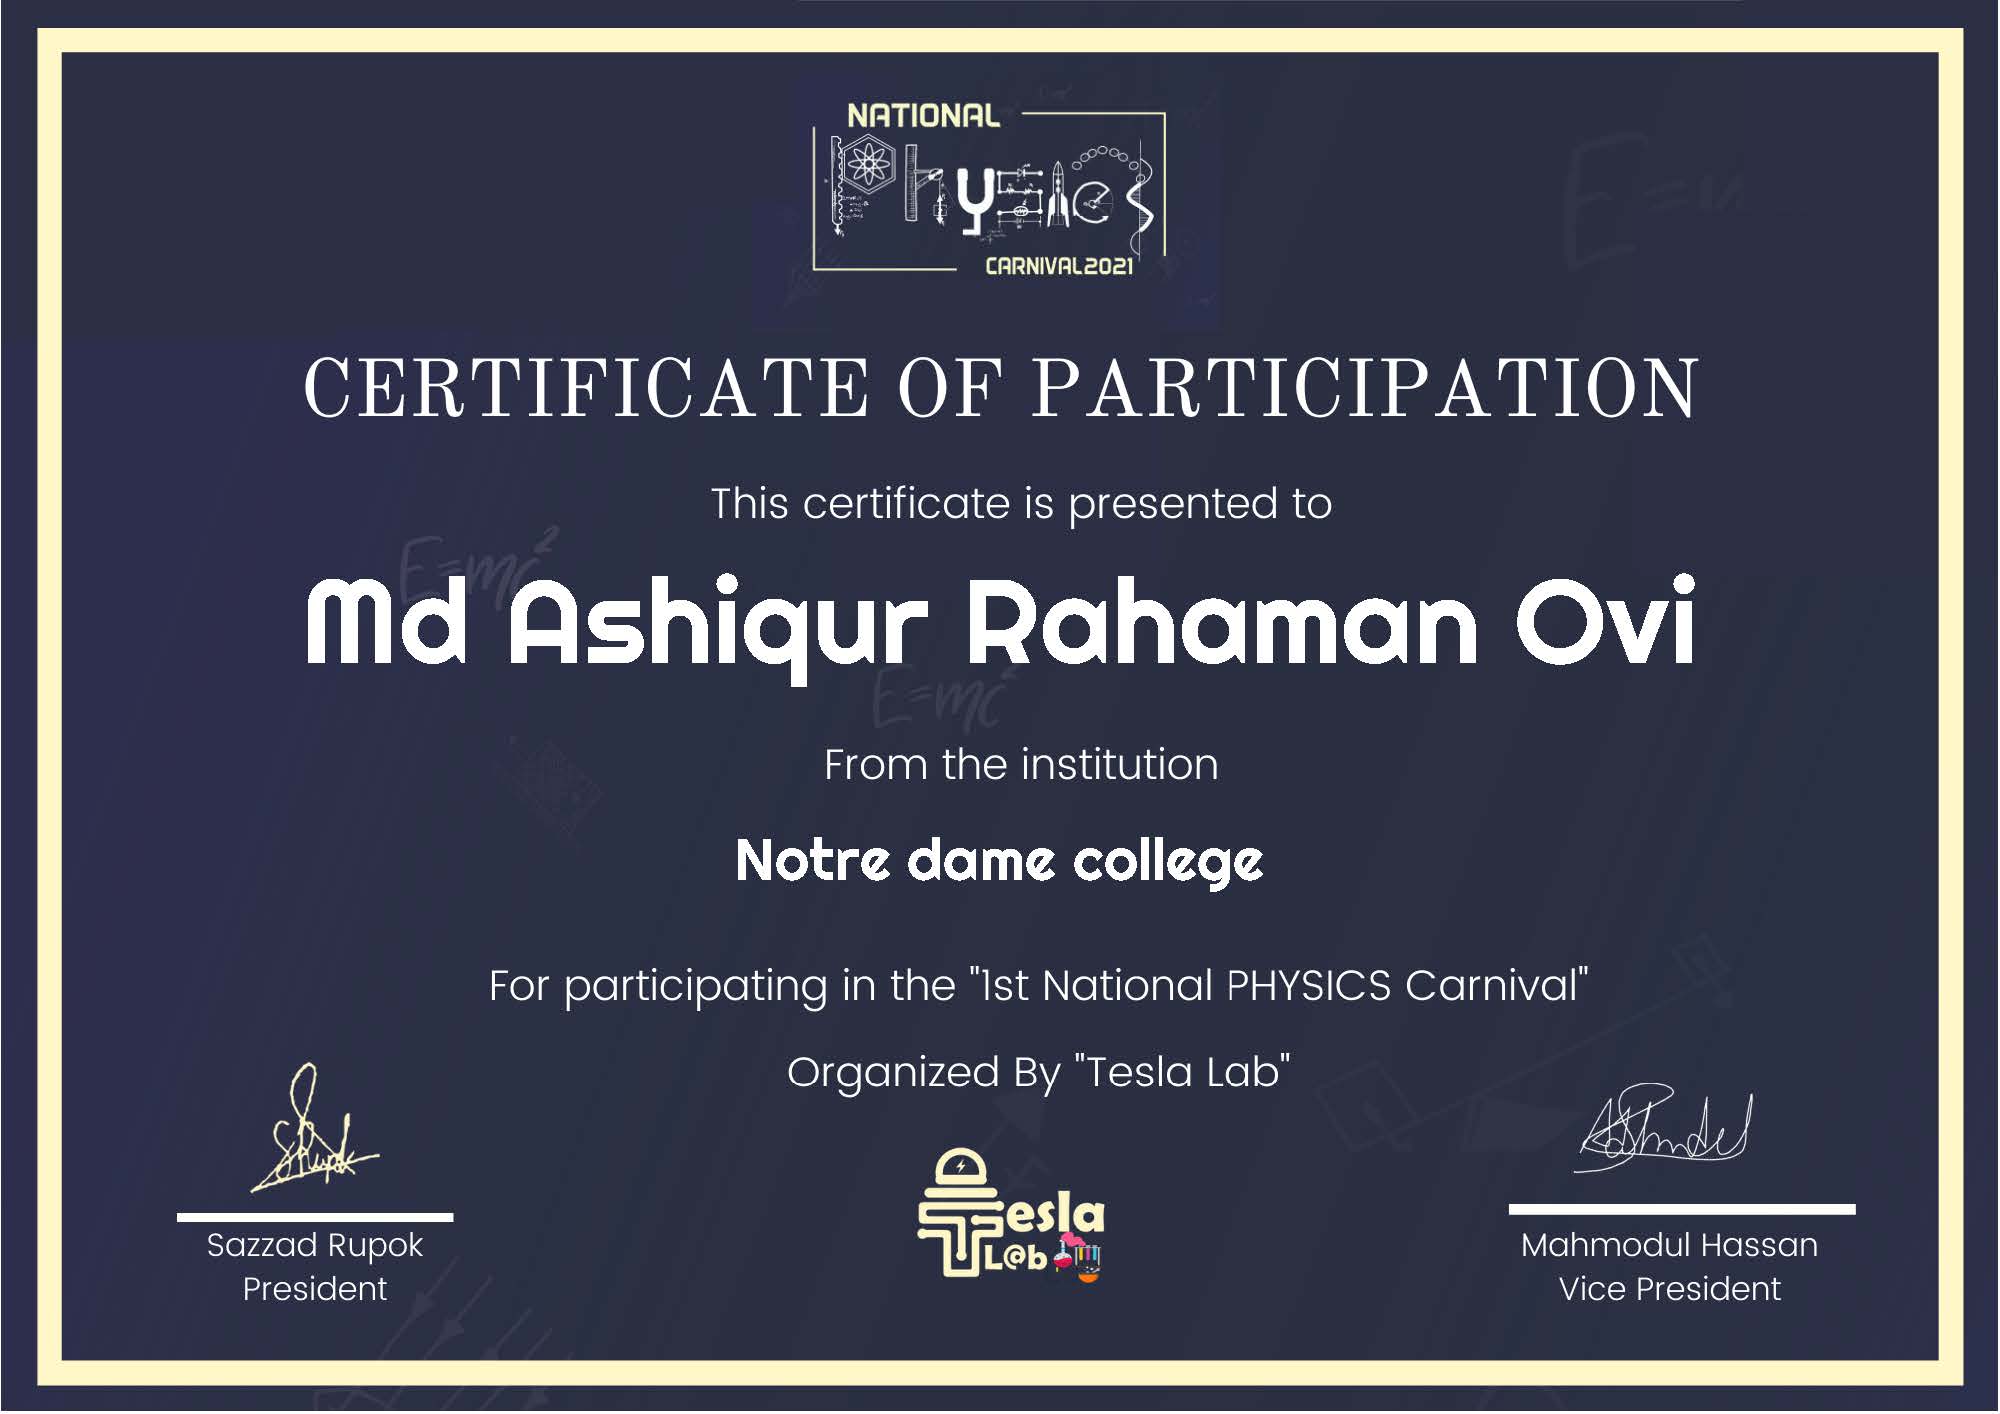 NATIONAL
Physics
CARNIVAL2021
CERTIFICATE OF PARTICIPATION
This certificate is presented to
E=mc²
Md Ashiqur Rahaman Ovi
E=mc²
From the institution
Notre dame college
For participating in the "1st National PHYSICS Carnival"
Organized By "Tesla Lab"
Tesla
L@b
Sazzad Rupok
President
Mahmodul Hassan
Vice President